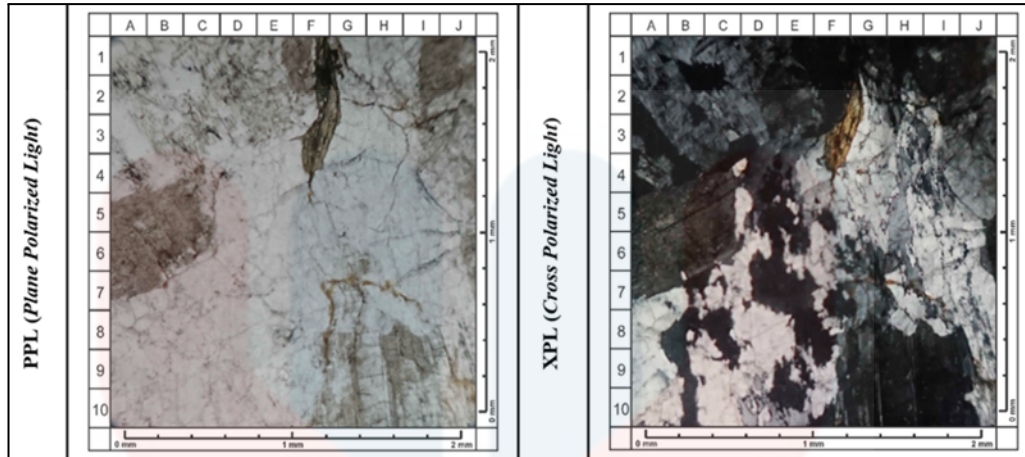 PPL (Plane Polarized Light)
A B C D E F G H I J
1
2
3
4
5
6
7
8
9
10
2 mm
1 mm
0 mm
0 mm 1 mm 2 mm
XPL (Cross Polarized Light)
A B C D E F G H I J
1
2
3
4
5
6
7
8
9
10
2 mm
1 mm
0 mm
0 mm 1 mm 2 mm